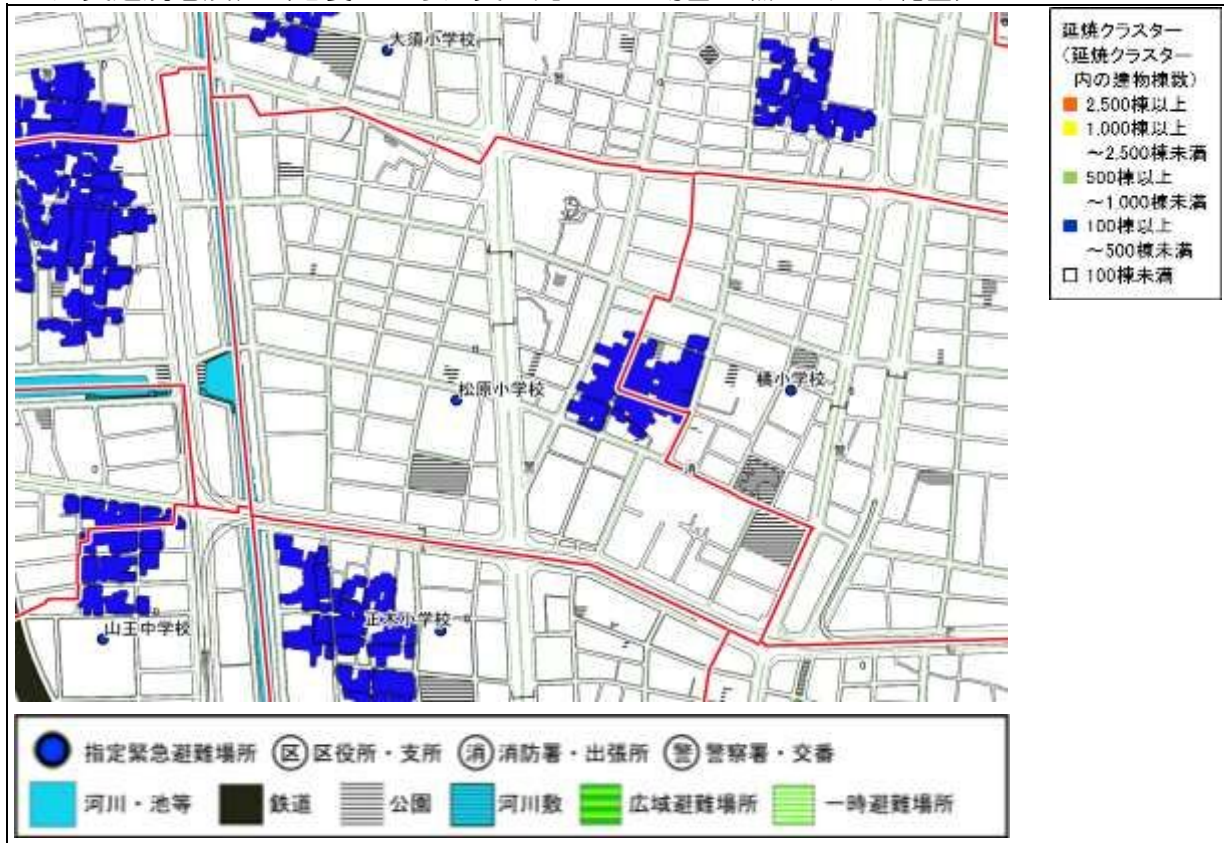 大須小学校
松原小学校
橘小学校
消
山王中学校
正木小学校
延焼クラスター
（延焼クラスター
内の建物棟数）
2,500棟以上
1,000棟以上
～2,500棟未満
500棟以上
～1,000棟未満
100棟以上
～500棟未満
100棟未満
指定緊急避難場所 区 区役所・支所 消 消防署・出張所 警 警察署・交番
河川・池等 鉄道 公園 河川敷 広域避難場所 一時避難場所